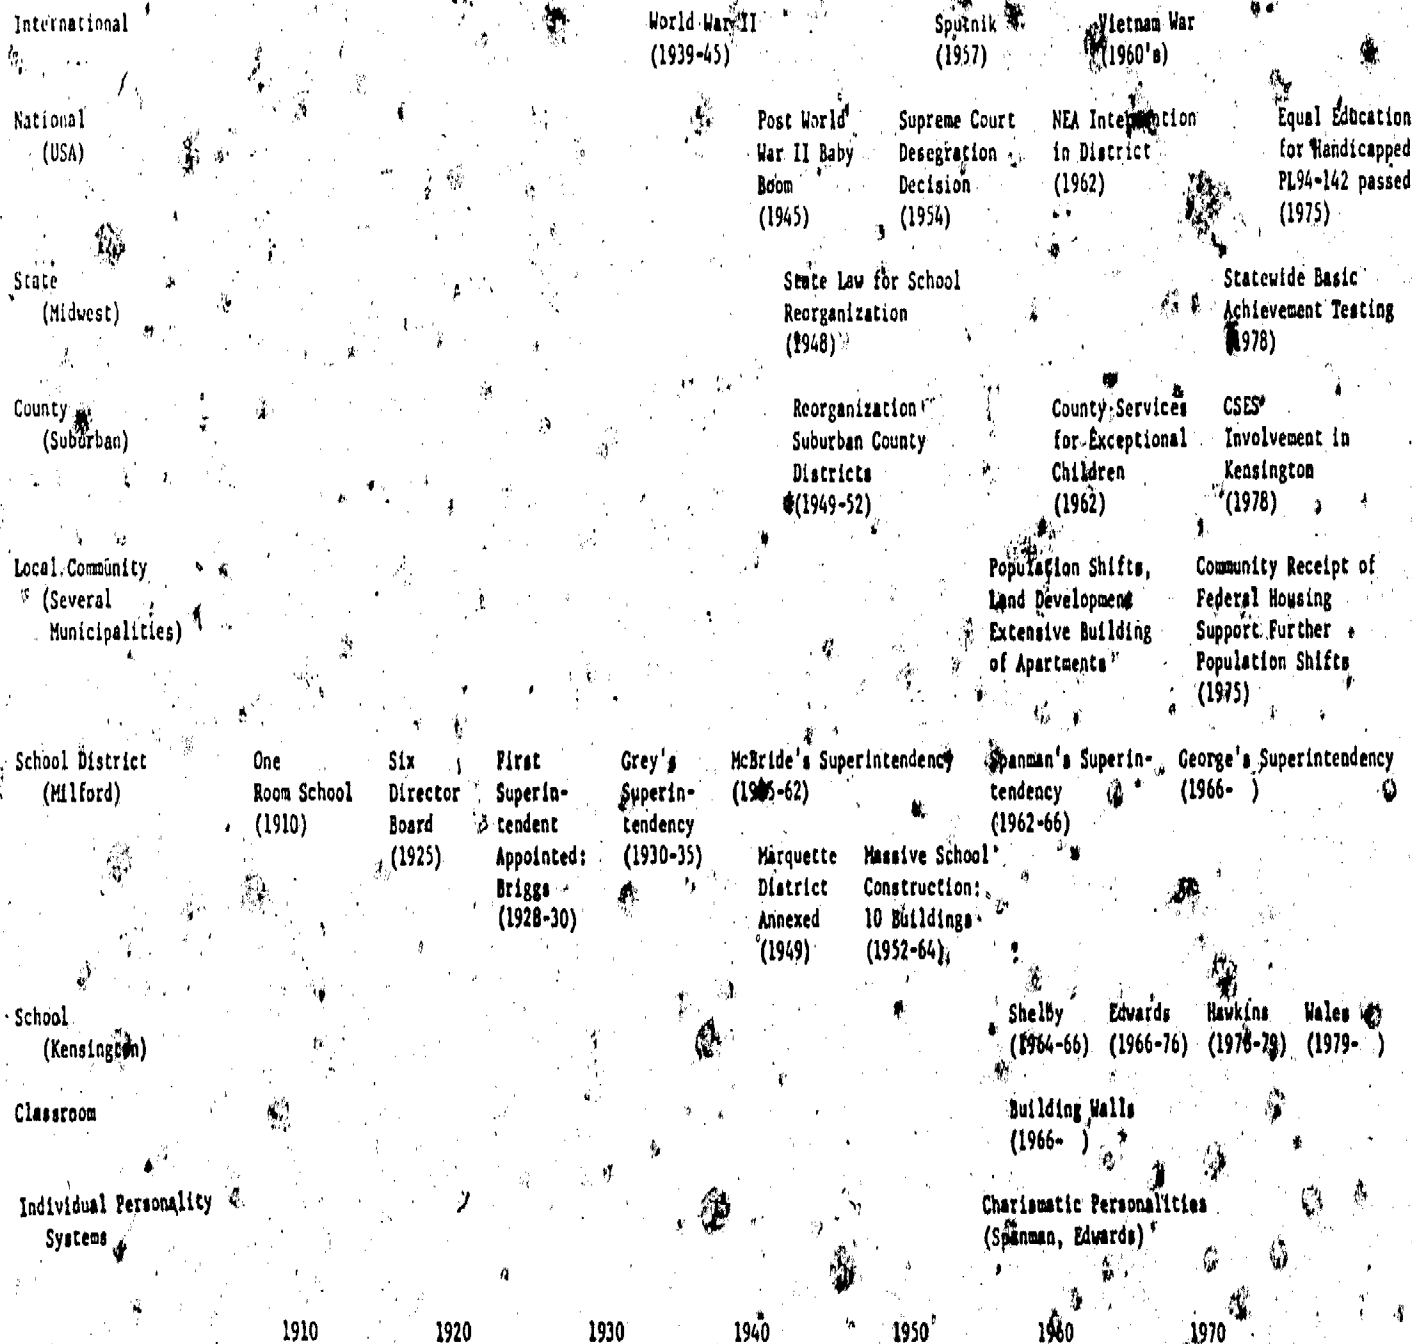 International World War II Sputnik Vietnam War
(1939-45) (1957) (1960's)
National Post World Supreme Court NEA Equal Education
(USA) War II Baby Desegration in District for Handicapped
Boom Decision (1962) PL94-142 passed
(1945) (1954) (1975)
State State Law for School Statewide Basic
(Midwest) Reorganization Achievement Testing
(1948) (1978)
County Reorganization County Services CSES
(Suburban) Suburban County for Exceptional Involvement in
Districts Children Kensington
(1949-52) (1962) (1978)
Local Community Population Shifts, Community Receipt of
(Several Land Development Federal Housing
Municipalities) Extensive Building Support Further
of Apartments Population Shifts
(1975)
School District One Six First Grey's McBride's Superintendency Spanman's Superin- George's Superintendency
(Milford) Room School Director Superin- Superin- tendency (1966- )
(1910) Board tendent tendency (1962-66)
(1925) Appointed: (1930-35) Marquette Massive School
Briggs District Construction:
(1928-30) Annexed 10 Buildings
(1949) (1952-64)
School Shelby Edwards Hawkins Wales
(Kensington) (1964-66) (1966-76) (1979- )
Classroom Building Walls
(1966- )
Individual Personality Charismatic Personalities
Systems (Spanman, Edwards)
1910 1920 1930 1940 1950 1960 1970